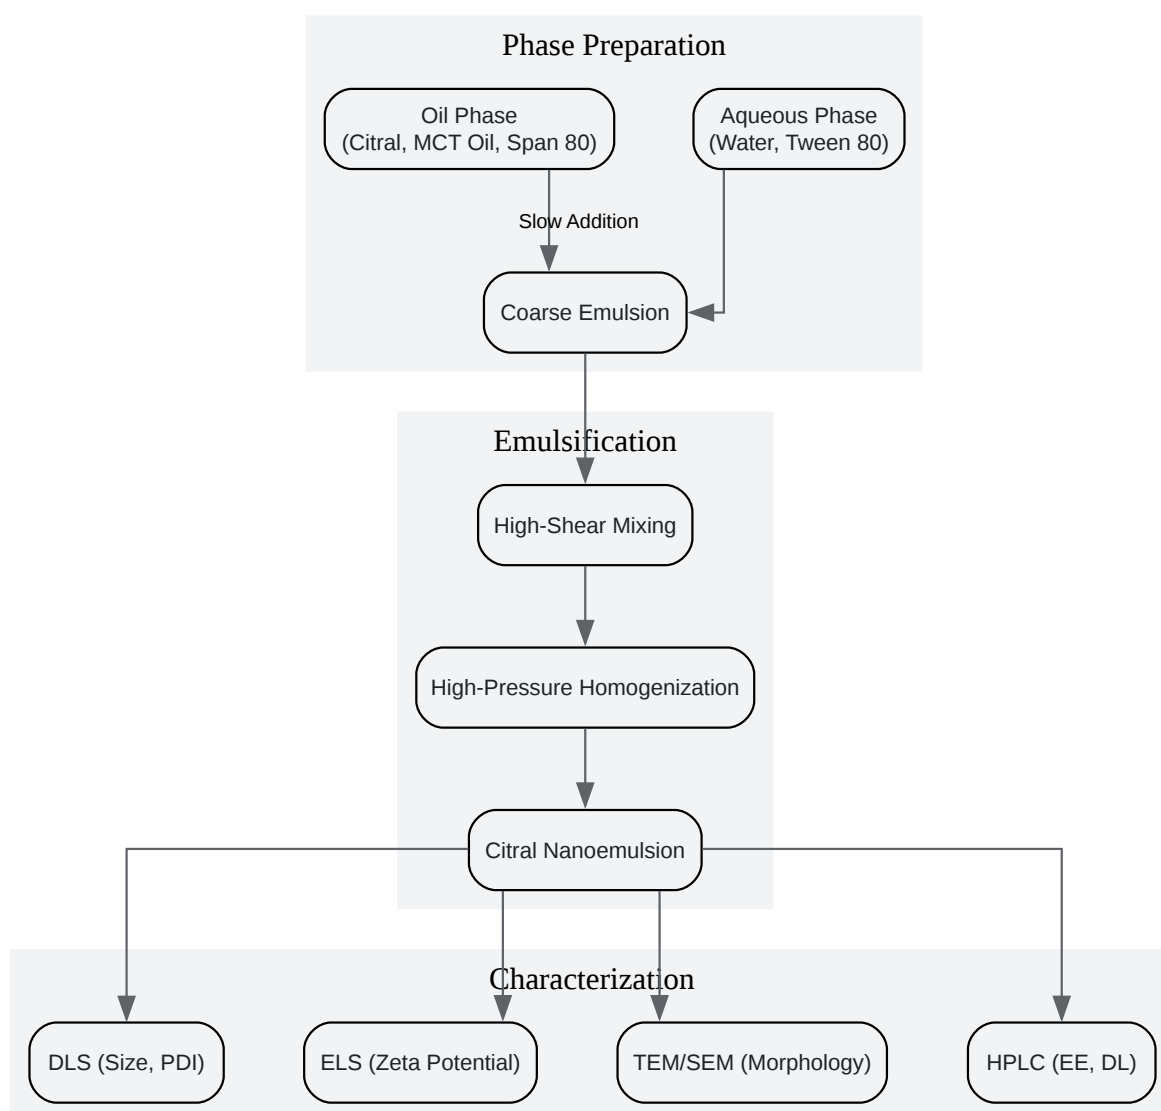 Phase Preparation
Oil Phase
(Citral, MCT Oil, Span 80)
Aqueous Phase
(Water, Tween 80)
Slow Addition
Coarse Emulsion
Emulsification
High-Shear Mixing
High-Pressure Homogenization
Citral Nanoemulsion
Characterization
DLS (Size, PDI)
ELS (Zeta Potential)
TEM/SEM (Morphology)
HPLC (EE, DL)